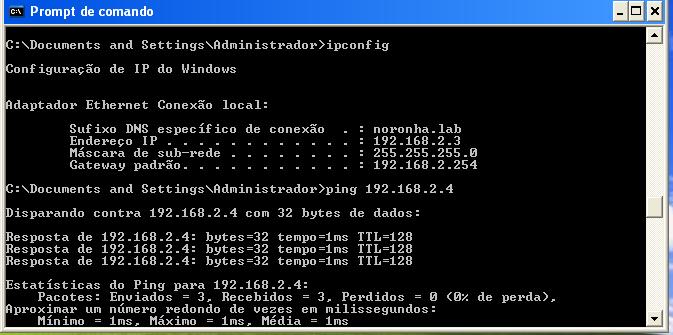 Prompt de comando
C:\Documents and Settings\Administrador>ipconfig
Configuração de IP do Windows
Adaptador Ethernet Conexão local:
Sufixo DNS específico de conexão . : noronha.lab
Endereço IP . . . . . . . . . . . . : 192.168.2.3
Máscara de sub-rede . . . . . . . . : 255.255.255.0
Gateway padrão. . . . . . . . . . . : 192.168.2.254
C:\Documents and Settings\Administrador>ping 192.168.2.4
Disparando contra 192.168.2.4 com 32 bytes de dados:
Resposta de 192.168.2.4: bytes=32 tempo=1ms TTL=128
Resposta de 192.168.2.4: bytes=32 tempo=1ms TTL=128
Resposta de 192.168.2.4: bytes=32 tempo=1ms TTL=128
Estatísticas do Ping para 192.168.2.4:
Pacotes: Enviados = 3, Recebidos = 3, Perdidos = 0 (0% de perda),
Aproximar um número redondo de vezes em milissegundos:
Mínimo = 1ms, Máximo = 1ms, Média = 1ms